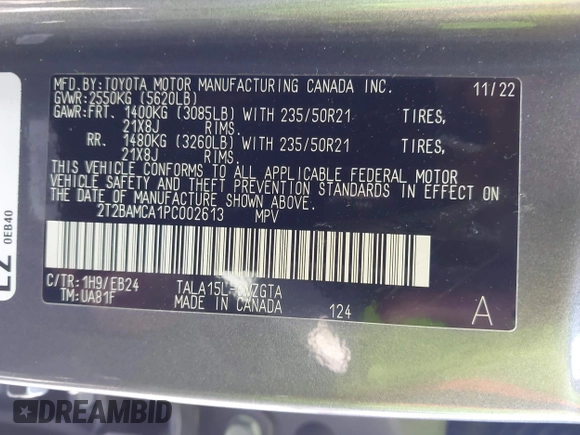 MFD.BY:TOYOTA MOTOR MANUFACTURING CANADA INC. 11/22
GVWR:2550KG (5620LB)
GAWR:FRT. 1400KG (3085LB) WITH 235/50R21 TIRES,
21X8J RIMS.
RR. 1480KG (3260LB) WITH 235/50R21 TIRES,
21X8J RIMS.
THIS VEHICLE CONFORMS TO ALL APPLICABLE FEDERAL MOTOR
VEHICLE SAFETY AND THEFT PREVENTION STANDARDS IN EFFECT ON
THE DATE OF MANUFACTURE SHOWN ABOVE.
2T2BAMCA1PC002613 MPV
C/TR:1H9/EB24
TM:UA81F
MADE IN CANADA 124 A
0EB40
DREAMBID